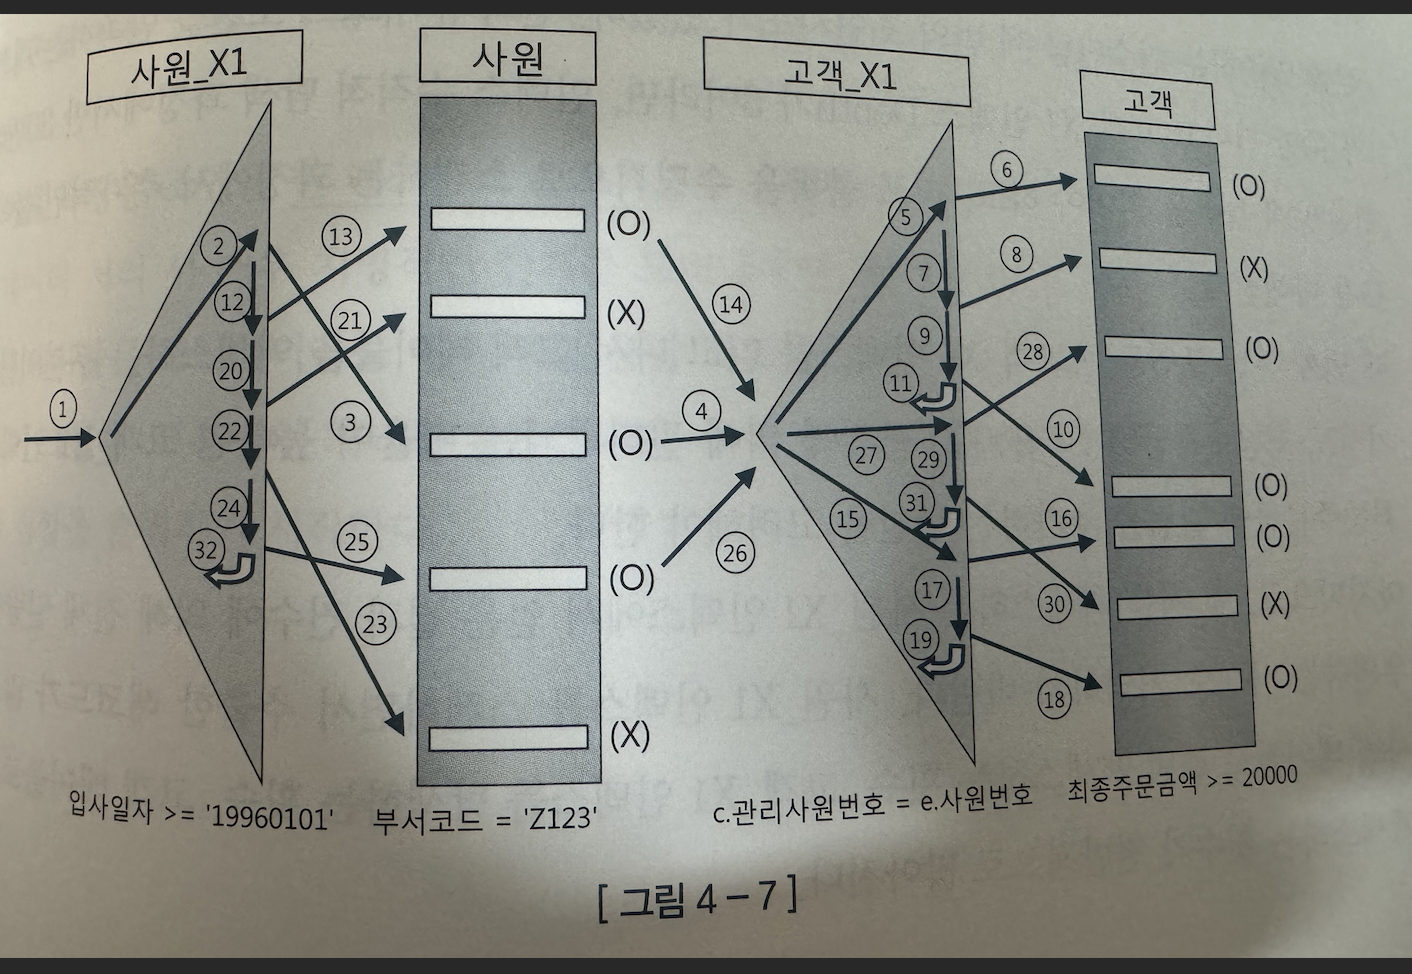 사원_X1
사원
고객_X1
고객
1
2
12
20
22
24
32
13
21
3
25
23
(O)
(X)
(O)
(O)
(X)
14
4
26
5
7
9
11
27
29
31
15
17
19
6
8
28
10
16
30
18
(O)
(X)
(O)
(O)
(O)
(X)
(O)
입사일자 >= '19960101'
부서코드 = 'Z123'
c.관리사원번호 = e.사원번호
최종주문금액 >= 20000
[ 그림 4 – 7 ]